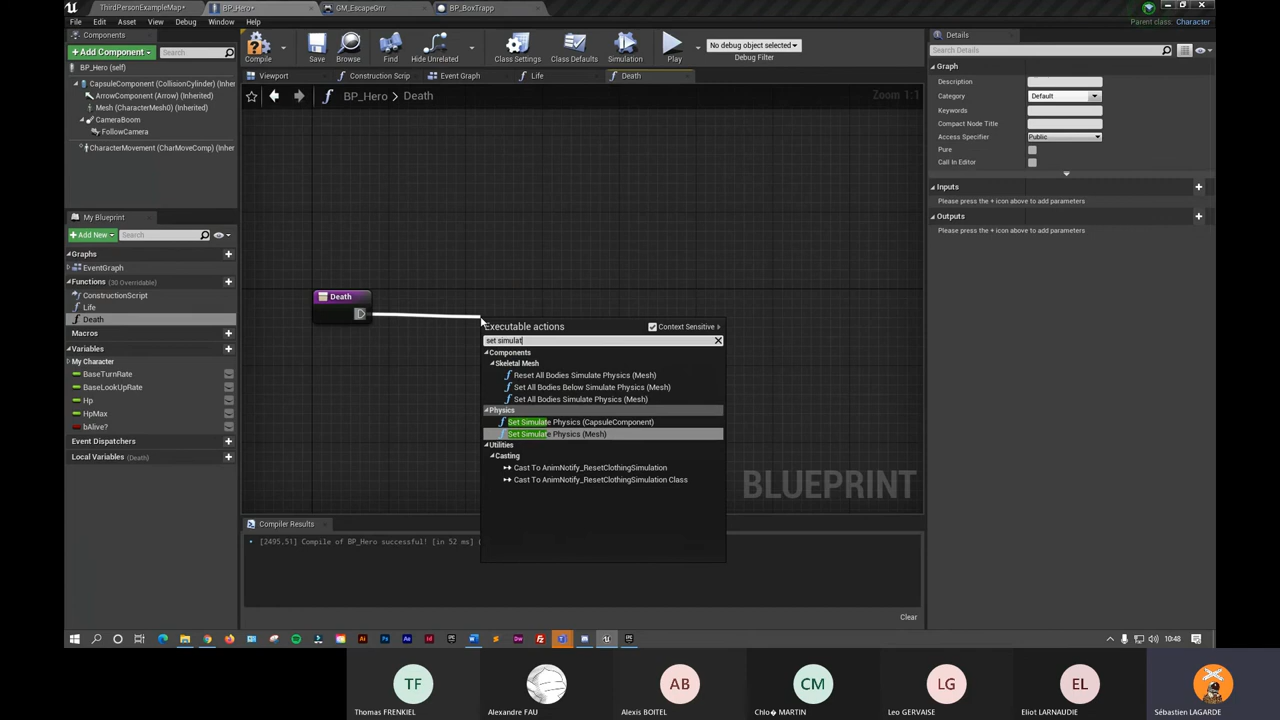 ThirdPersonExampleMap*
BP_Hero*
GM_EscapeGrrr
BP_BoxTrapp
File Edit Asset View Debug Window Help
Parent class: Character
Components
+ Add Component
Search
BP_Hero (self)
CapsuleComponent (CollisionCylinder) (Inher
ArrowComponent (Arrow) (Inherited)
Mesh (CharacterMesh0) (Inherited)
CameraBoom
FollowCamera
CharacterMovement (CharMoveComp) (Inher
Compile
Save
Browse
Find
Hide Unrelated
Class Settings
Class Defaults
Simulation
Play
No debug object selected
Debug Filter
Viewport
Construction Scrip
Event Graph
Life
Death
BP_Hero > Death
Zoom 1:1
My Blueprint
+ Add New
Search
Graphs
EventGraph
Functions (30 Overridable)
ConstructionScript
Life
Death
Macros
Variables
My Character
BaseTurnRate
BaseLookUpRate
Hp
HpMax
bAlive?
Event Dispatchers
Local Variables (Death)
Death
Executable actions
Context Sensitive
set simulat
Components
Skeletal Mesh
Reset All Bodies Simulate Physics (Mesh)
Set All Bodies Below Simulate Physics (Mesh)
Set All Bodies Simulate Physics (Mesh)
Physics
Set Simulate Physics (CapsuleComponent)
Set Simulate Physics (Mesh)
Utilities
Casting
Cast To AnimNotify_ResetClothingSimulation
Cast To AnimNotify_ResetClothingSimulation Class
BLUEPRINT
Compiler Results
[2495.51] Compile of BP_Hero successful! [in 52 ms] (
Clear
Details
Search Details
Graph
Description
Category
Default
Keywords
Compact Node Title
Access Specifier
Public
Pure
Call In Editor
Inputs
Please press the + icon above to add parameters
Outputs
Please press the + icon above to add parameters
10:48
TF
Thomas FRENKIEL
Alexandre FAU
AB
Alexis BOITEL
CM
Chlo� MARTIN
LG
Leo GERVAISE
EL
Eliot LARNAUDIE
Sébastien LAGARDE